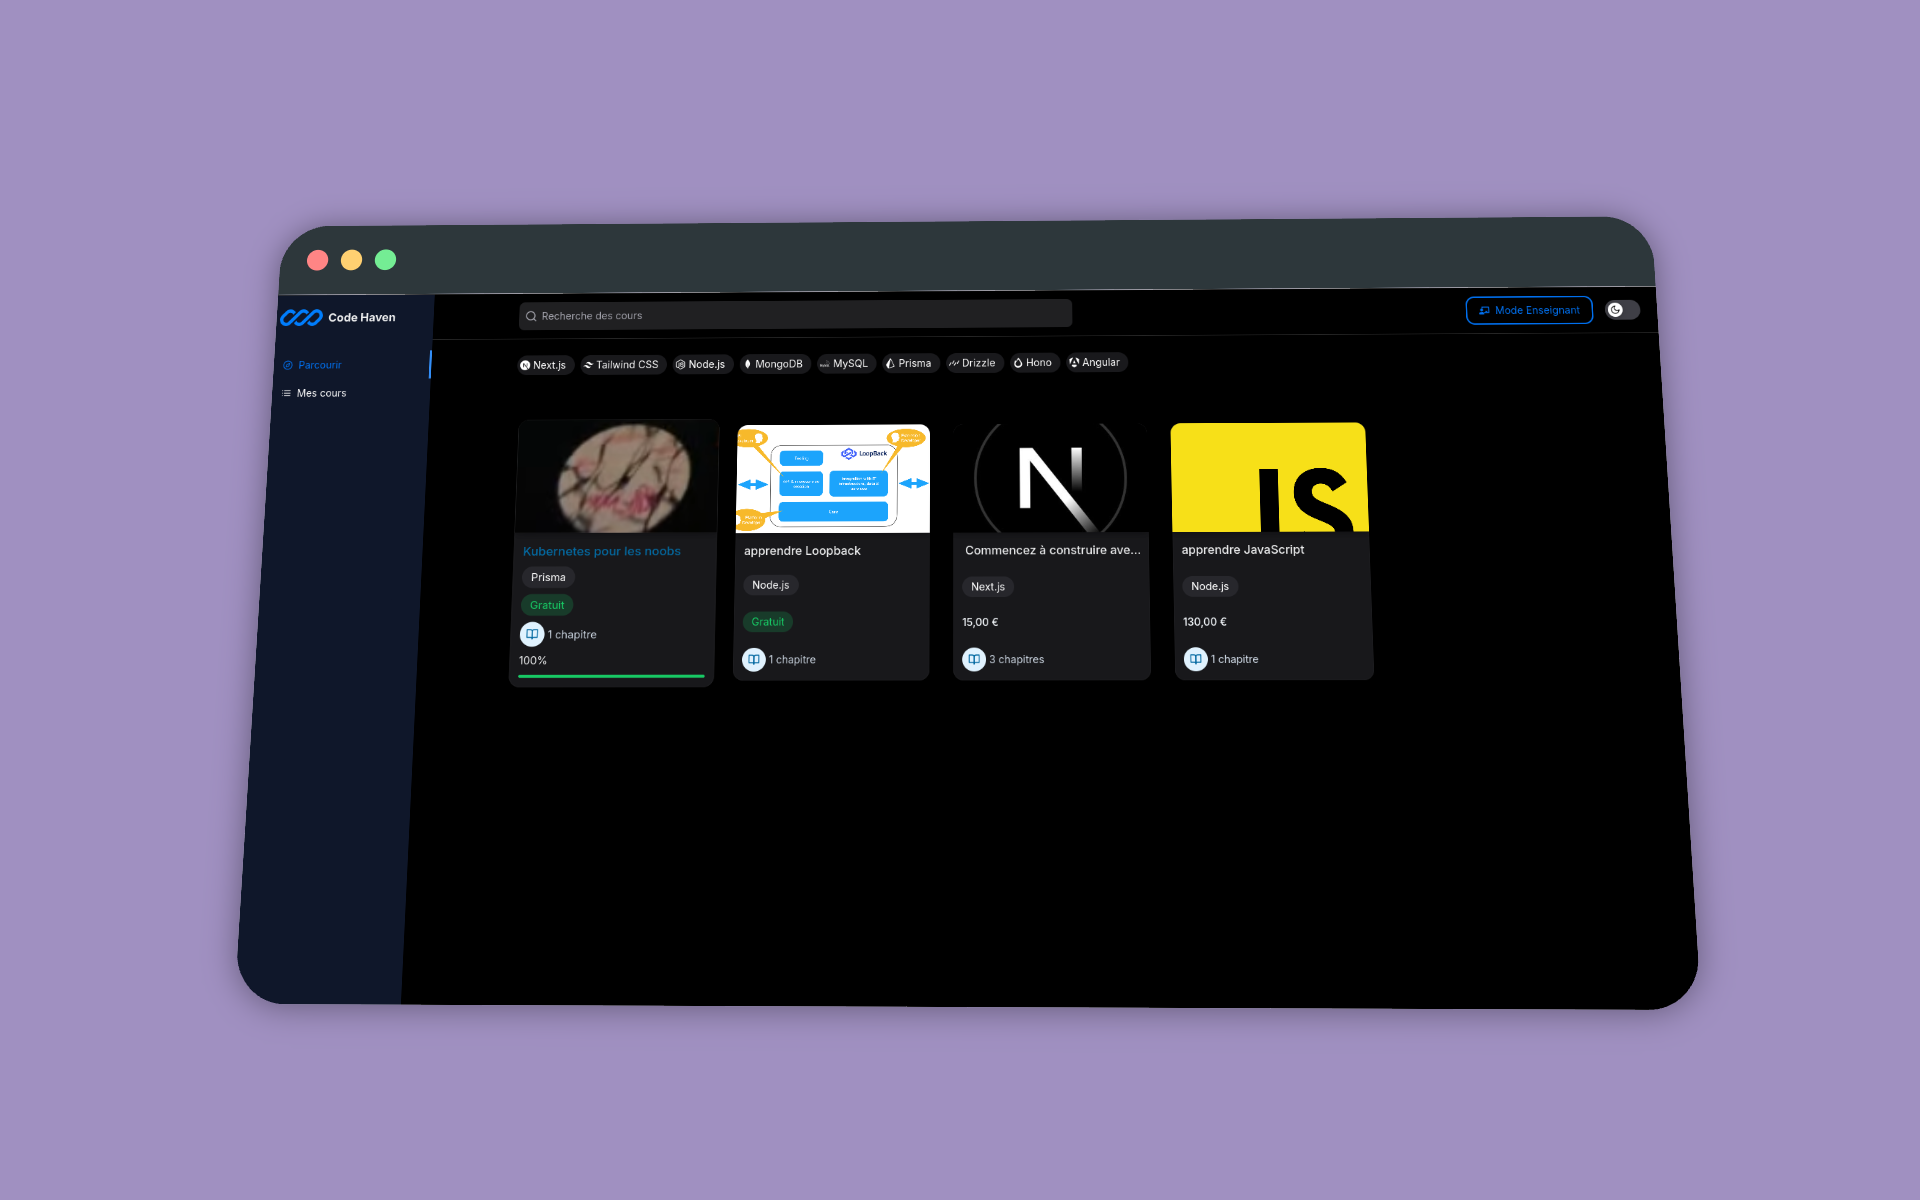 Code Haven
Recherche des cours
Mode Enseignant
Parcourir
Mes cours
Next.js
Tailwind CSS
Node.js
MongoDB
MySQL
Prisma
Drizzle
Hono
Angular
Kubernetes pour les noobs
Prisma
Gratuit
1 chapitre
100%
LoopBack
apprendre Loopback
Node.js
Gratuit
1 chapitre
N
Commencez à construire ave...
Next.js
15,00 €
3 chapitres
JS
apprendre JavaScript
Node.js
130,00 €
1 chapitre